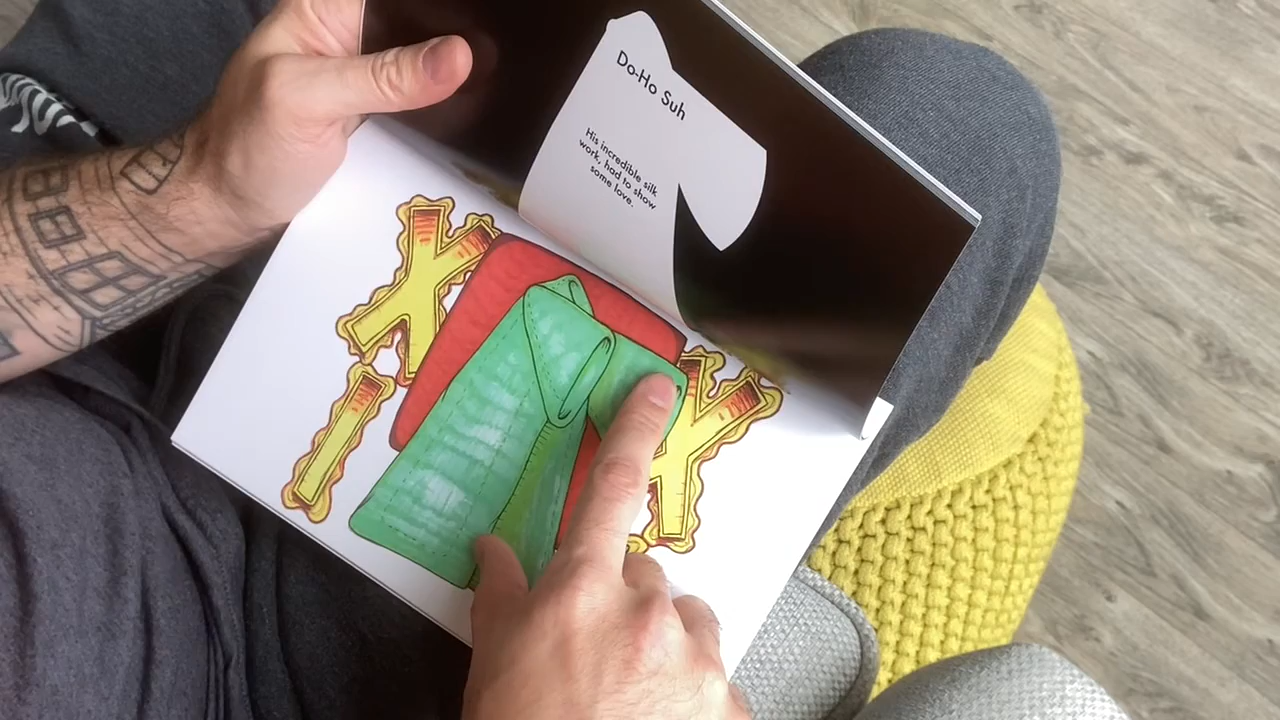 Do-Ho Suh
His incredible silk
work, had to show
some love.
X
I
Y